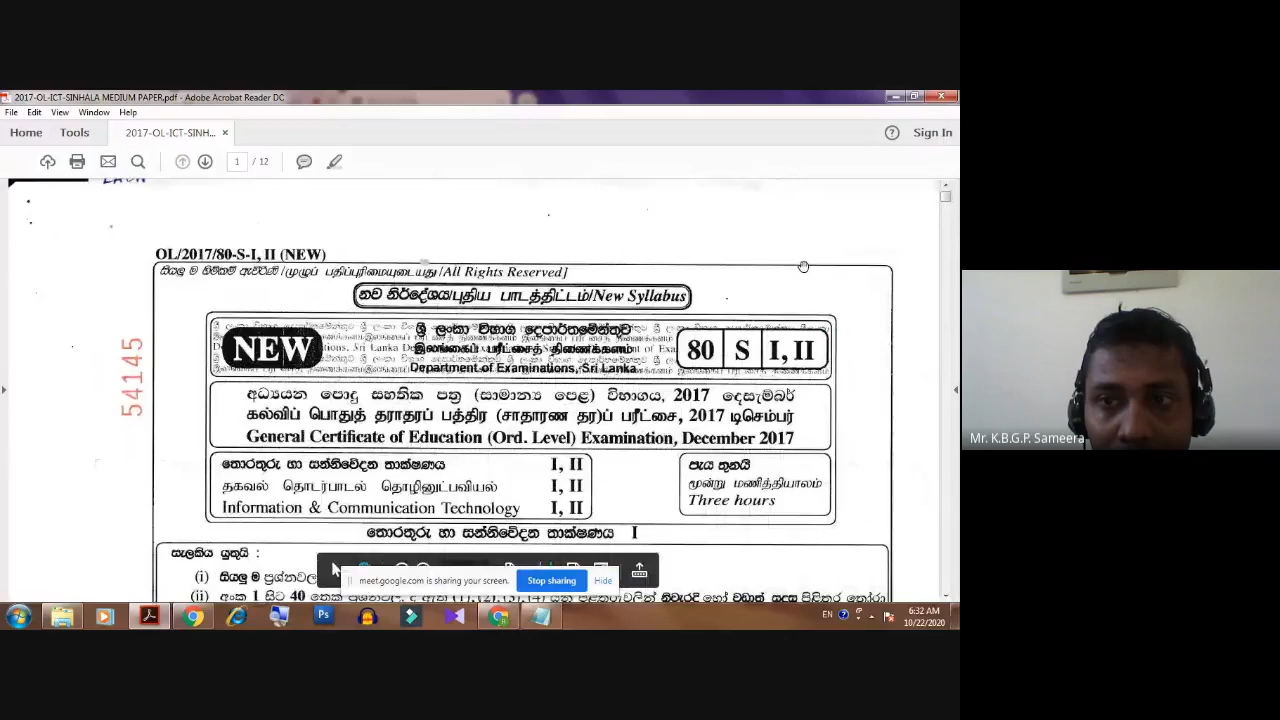 2017-OL-ICT-SINHALA MEDIUM PAPER.pdf - Adobe Acrobat Reader DC
File Edit View Window Help
Home Tools 2017-OL-ICT-SINH... × Sign In
1 / 12
OL/2017/80-S-I, II (NEW)
සියලු ම හිමිකම් ඇවිරිණි/முழுப் பதிப்புரிமையுடையது/All Rights Reserved]
නව නිර්දේශය/புதிய பாடத்திட்டம்/New Syllabus
NEW
ශ්‍රී ලංකා විභාග දෙපාර්තමේන්තුව
இலங்கைப் பரீட்சைத் திணைக்களம்
Department of Examinations, Sri Lanka
80 S I, II
අධ්‍යයන පොදු සහතික පත්‍ර (සාමාන්‍ය පෙළ) විභාගය, 2017 දෙසැම්බර්
கல்விப் பொதுத் தராதரப் பத்திர (சாதாரண தர)ப் பரீட்சை, 2017 டிசெம்பர்
General Certificate of Education (Ord. Level) Examination, December 2017
තොරතුරු හා සන්නිවේදන තාක්ෂණය I, II
தகவல் தொடர்பாடல் தொழினுட்பவியல் I, II
Information & Communication Technology I, II
පැය තුනයි
மூன்று மணித்தியாலம்
Three hours
තොරතුරු හා සන්නිවේදන තාක්ෂණය I
සැලකිය යුතුයි :
(i) සියලු ම ප්‍රශ්නවල
(ii) අංක 1 සිට 40 තෙක්
54145
meet.google.com is sharing your screen. Stop sharing Hide
EN 6:32 AM
10/22/2020
Mr. K.B.G.P. Sameera